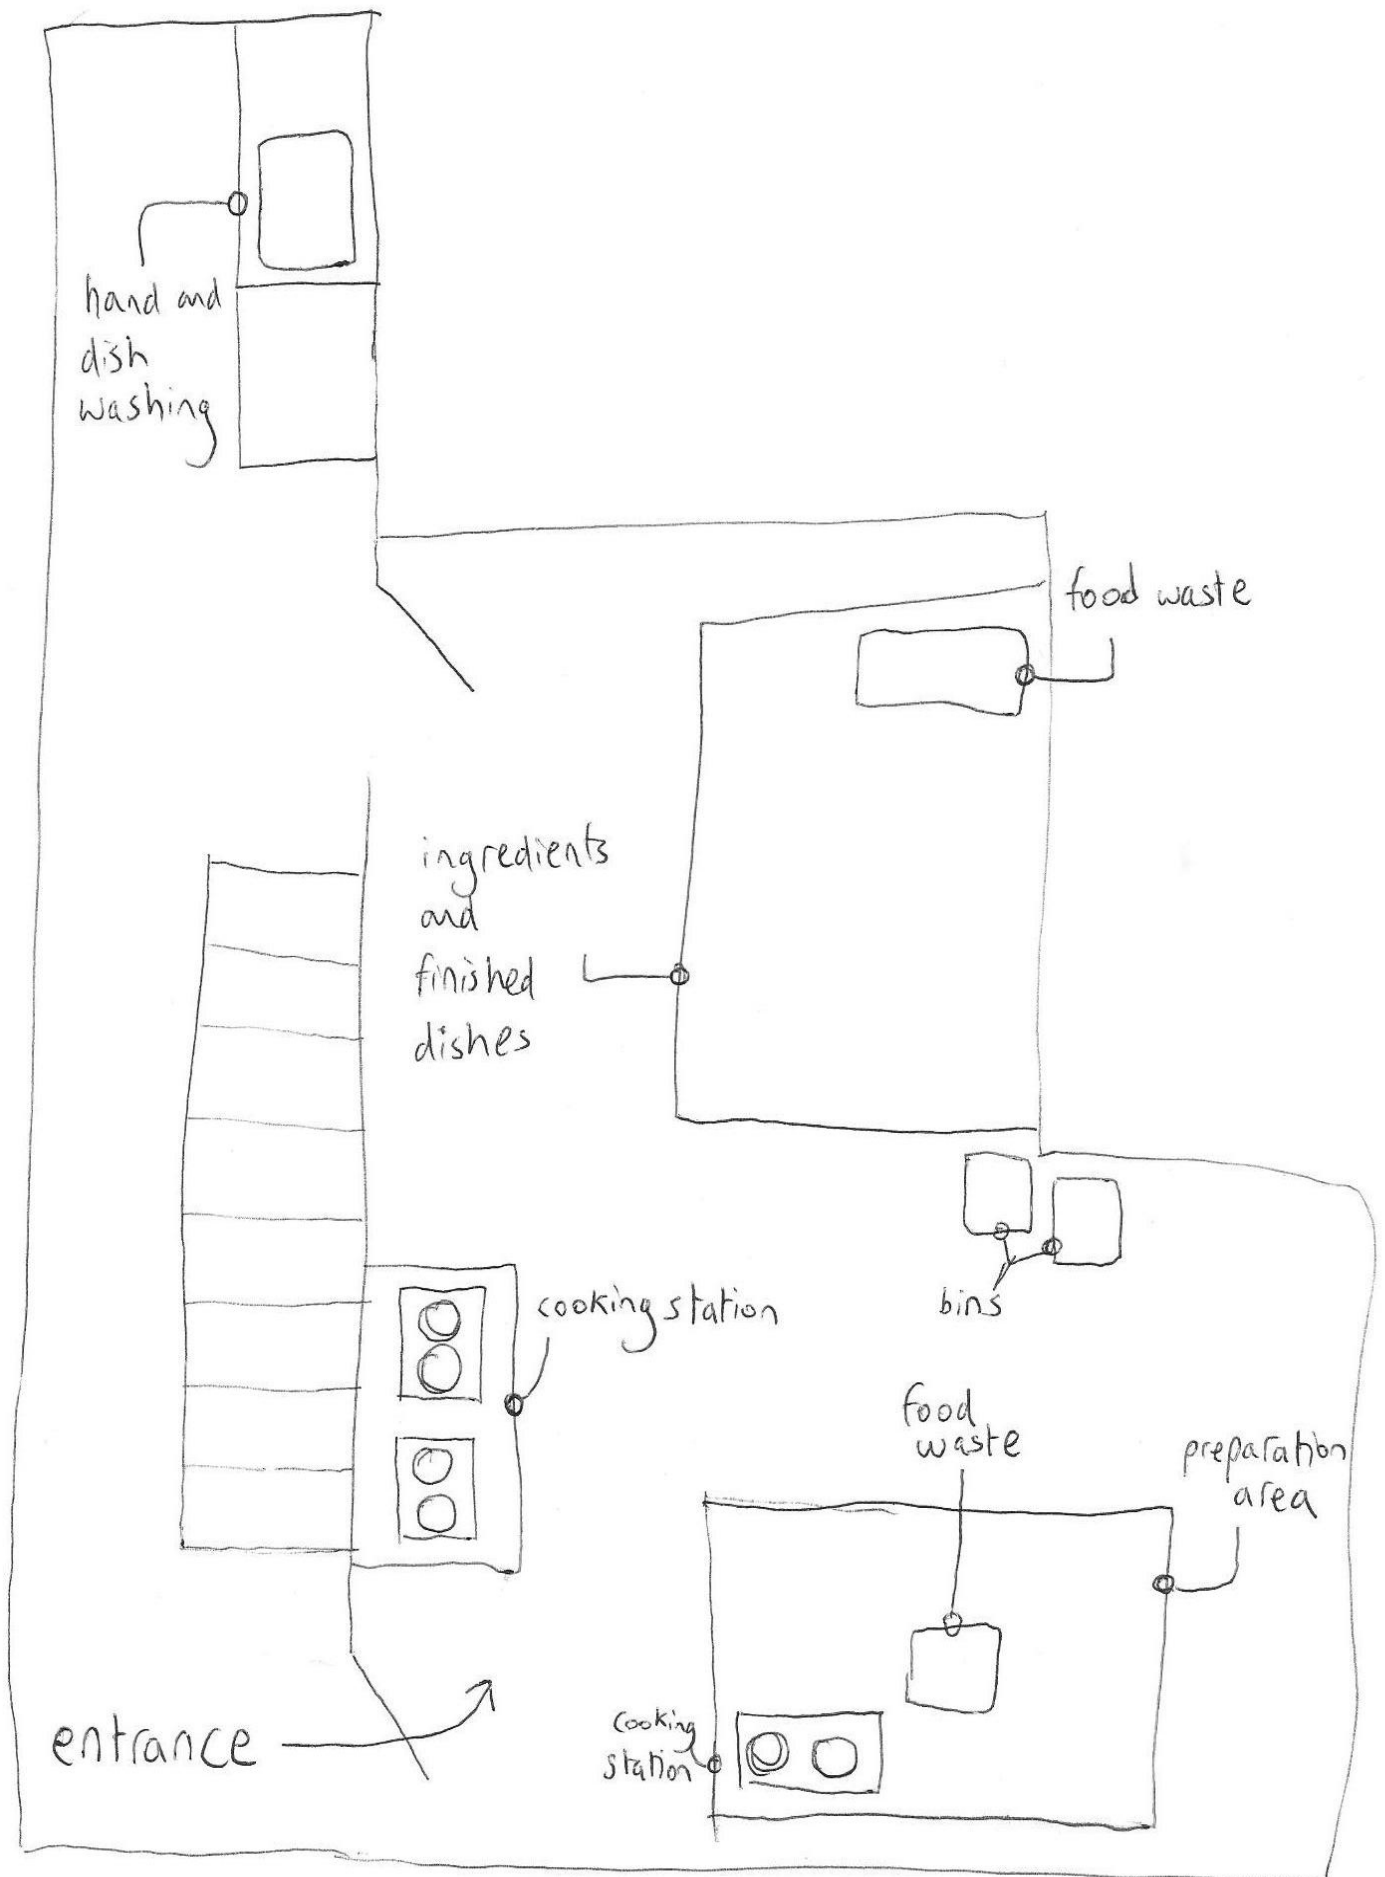 hand and
dish
washing
food waste
ingredients
and
finished
dishes
cooking station
bins
food
waste
preparation
area
entrance
cooking
station